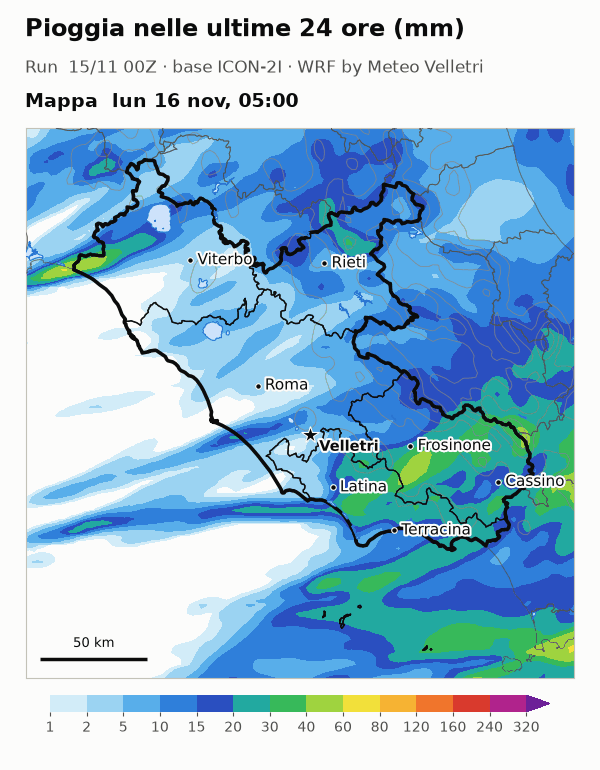 Pioggia nelle ultime 24 ore (mm)
Run 15/11 00Z · base ICON-2I · WRF by Meteo Velletri
Mappa lun 16 nov, 05:00
Viterbo
Rieti
Roma
Velletri
Frosinone
Latina
Cassino
Terracina
50 km
1 2 5 10 15 20 30 40 60 80 120 160 240 320